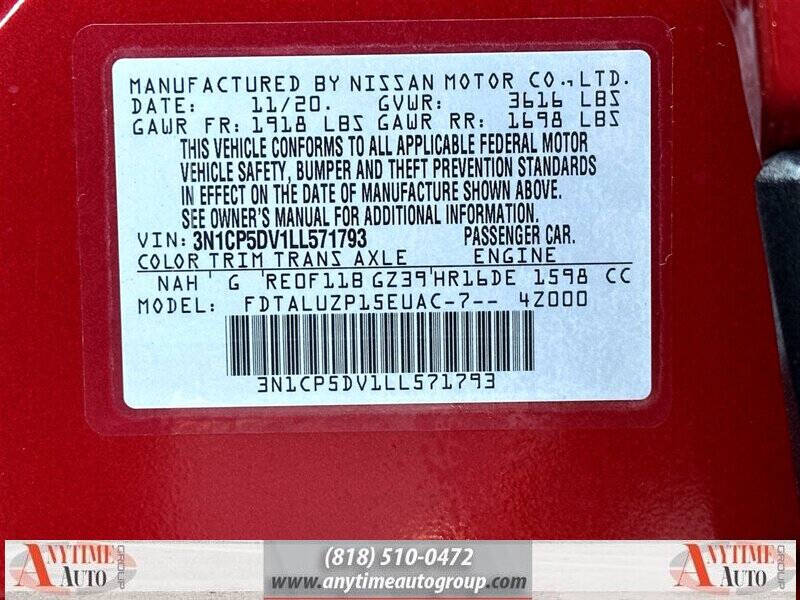 MANUFACTURED BY NISSAN MOTOR CO.,LTD.
DATE: 11/20. GVWR: 3616 LBS
GAWR FR: 1918 LBS GAWR RR: 1698 LBS
THIS VEHICLE CONFORMS TO ALL APPLICABLE FEDERAL MOTOR
VEHICLE SAFETY, BUMPER AND THEFT PREVENTION STANDARDS
IN EFFECT ON THE DATE OF MANUFACTURE SHOWN ABOVE.
SEE OWNER'S MANUAL FOR ADDITIONAL INFORMATION.
VIN: 3N1CP5DV1LL571793 PASSENGER CAR.
COLOR TRIM TRANS AXLE ENGINE
NAH G RE0F11B GZ39 HR16DE 1598 CC
MODEL: FDTALUZP15EUAC-7-- 4Z000
3N1CP5DV1LL571793
ANYTIME AUTO GROUP
(818) 510-0472
www.anytimeautogroup.com
ANYTIME AUTO GROUP